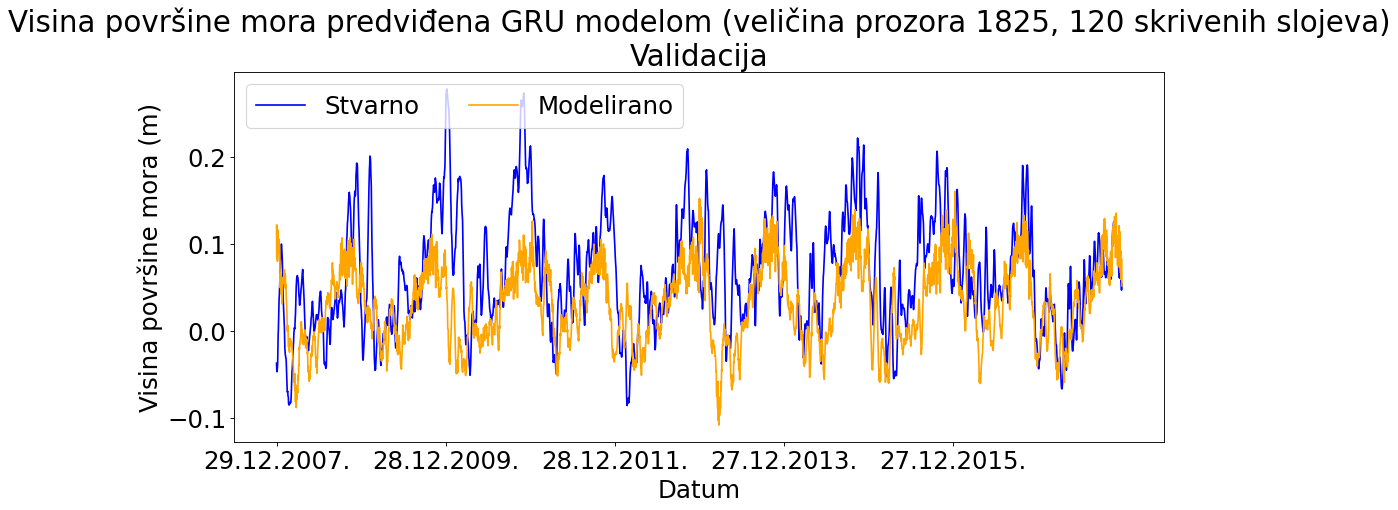 Visina površine mora predviđena GRU modelom (veličina prozora 1825, 120 skrivenih slojeva)
Validacija
Stvarno
Modelirano
Visina površine mora (m)
0.2
0.1
0.0
−0.1
29.12.2007.
28.12.2009.
28.12.2011.
27.12.2013.
27.12.2015.
Datum